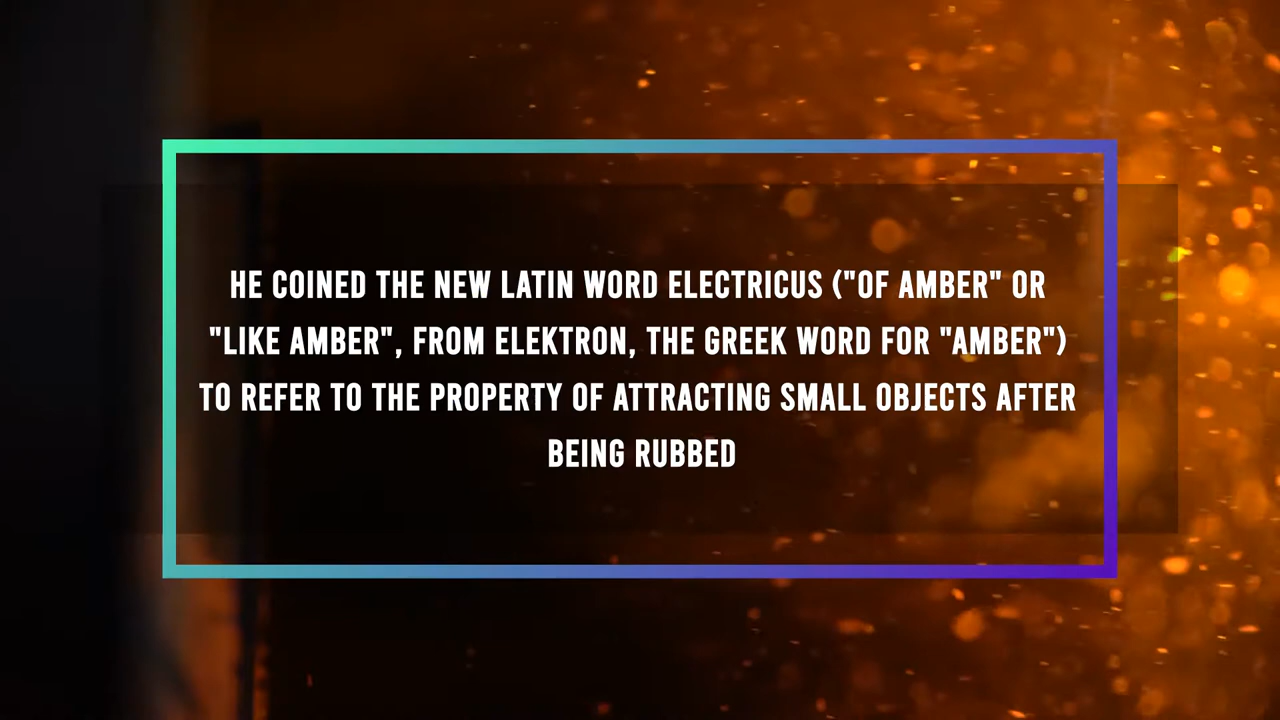 HE COINED THE NEW LATIN WORD ELECTRICUS ("OF AMBER" OR
"LIKE AMBER", FROM ELEKTRON, THE GREEK WORD FOR "AMBER")
TO REFER TO THE PROPERTY OF ATTRACTING SMALL OBJECTS AFTER
BEING RUBBED